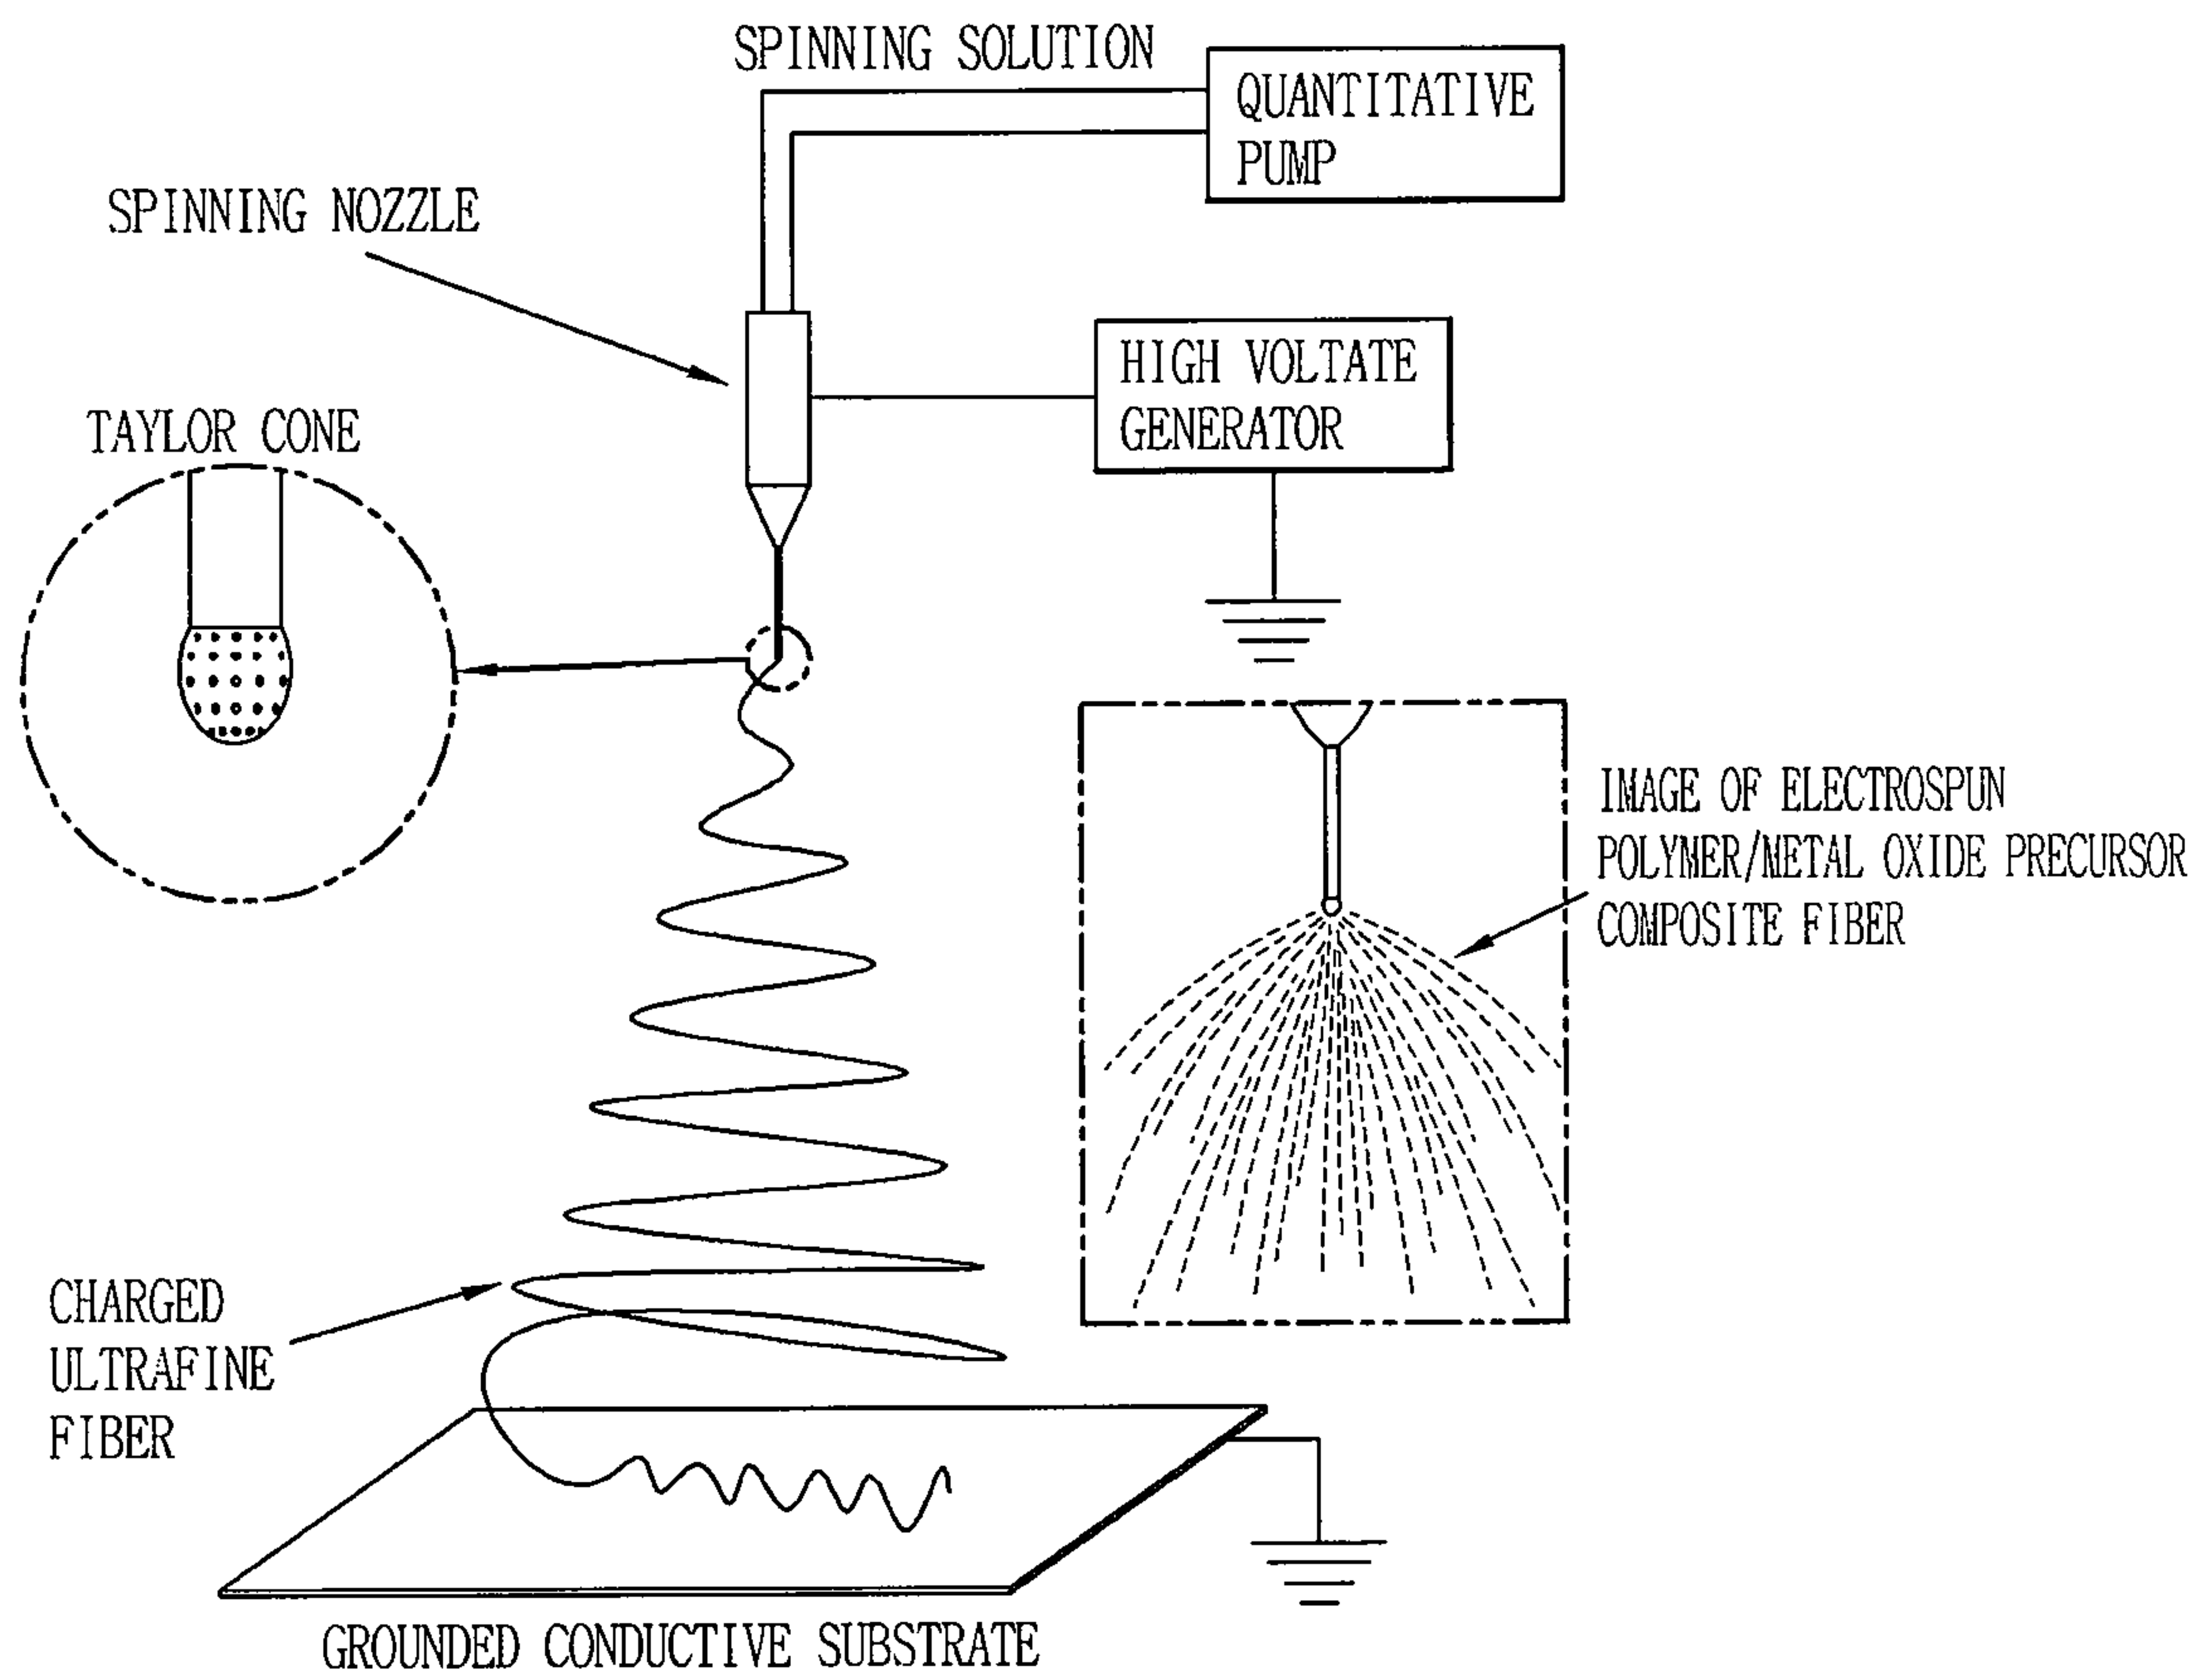 SPINNING SOLUTION
QUANTITATIVE
PUMP
SPINNING NOZZLE
HIGH VOLTATE
GENERATOR
TAYLOR CONE
IMAGE OF ELECTROSPUN
POLYMER/METAL OXIDE PRECURSOR
COMPOSITE FIBER
CHARGED
ULTRAFINE
FIBER
GROUNDED CONDUCTIVE SUBSTRATE